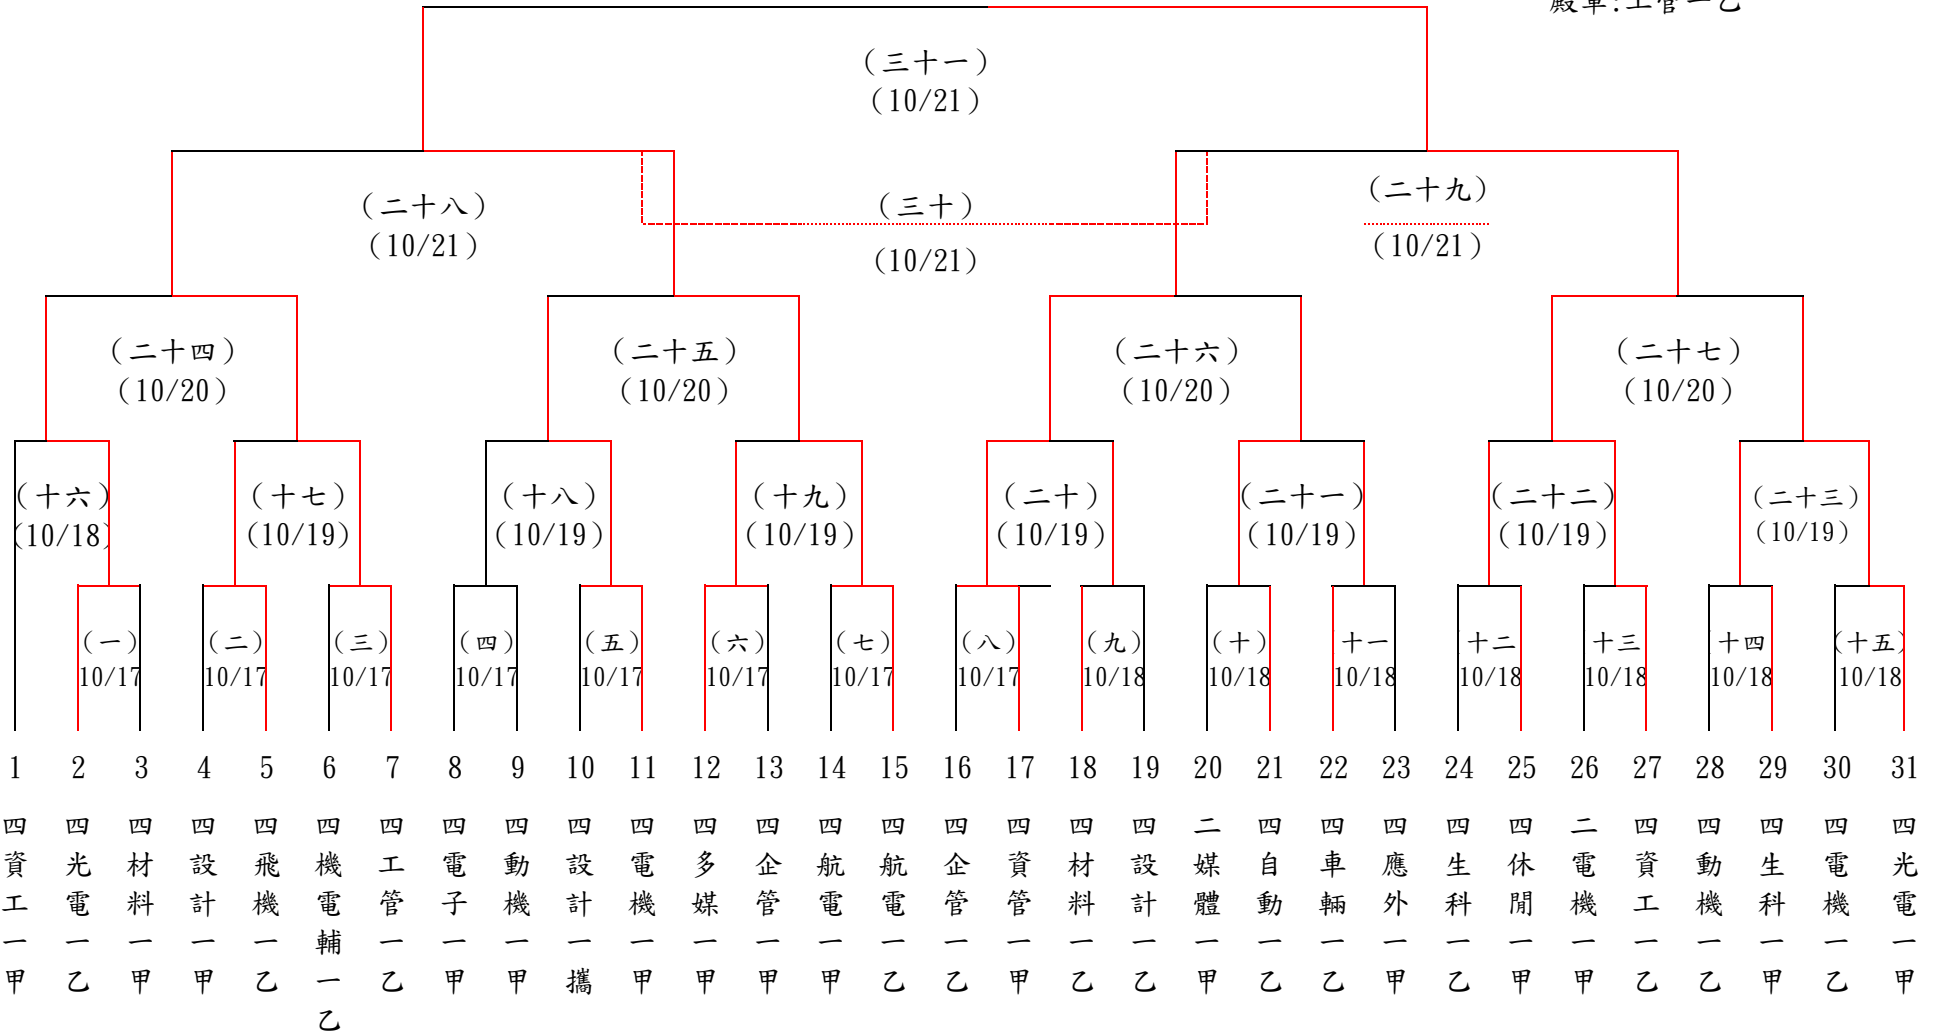 殿軍:工管一乙
(三十一)
(10/21)
(二十八)
(10/21)
(三十)
(10/21)
(二十九)
(10/21)
(二十四)
(10/20)
(二十五)
(10/20)
(二十六)
(10/20)
(二十七)
(10/20)
(十六)
(10/18)
(十七)
(10/19)
(十八)
(10/19)
(十九)
(10/19)
(二十)
(10/19)
(二十一)
(10/19)
(二十二)
(10/19)
(二十三)
(10/19)
(一)
10/17
(二)
10/17
(三)
10/17
(四)
10/17
(五)
10/17
(六)
10/17
(七)
10/17
(八)
10/17
(九)
10/18
(十)
10/18
十一
10/18
十二
10/18
十三
10/18
十四
10/18
(十五)
10/18
1 2 3 4 5 6 7 8 9 10 11 12 13 14 15 16 17 18 19 20 21 22 23 24 25 26 27 28 29 30 31
四資工一甲
四光電一乙
四材料一甲
四設計一甲
四飛機一乙
四機電輔一乙
四工管一乙
四電子一甲
四動機一甲
四設計一攜
四電機一甲
四多媒一甲
四企管一甲
四航電一甲
四航電一乙
四企管一乙
四資管一甲
四材料一乙
四設計一乙
二媒體一甲
四自動一乙
四車輛一乙
四應外一甲
四生科一乙
四休閒一甲
二電機一甲
四資工一乙
四動機一乙
四生科一甲
四電機一乙
四光電一甲